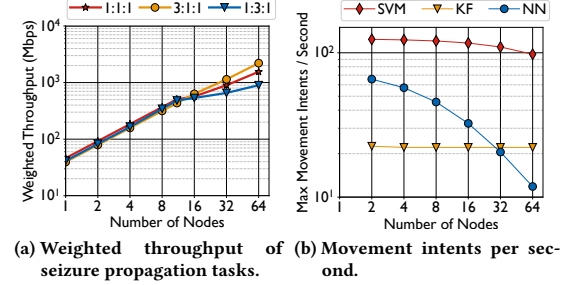 1:1:1 3:1:1 1:3:1
Weighted Throughput (Mbps)
10^4
10^3
10^2
10^1
1 2 4 8 16 32 64
Number of Nodes
(a) Weighted throughput of
seizure propagation tasks.
SVM KF NN
Max Movement Intents / Second
10^2
10^1
1 2 4 8 16 32 64
Number of Nodes
(b) Movement intents per sec-
ond.